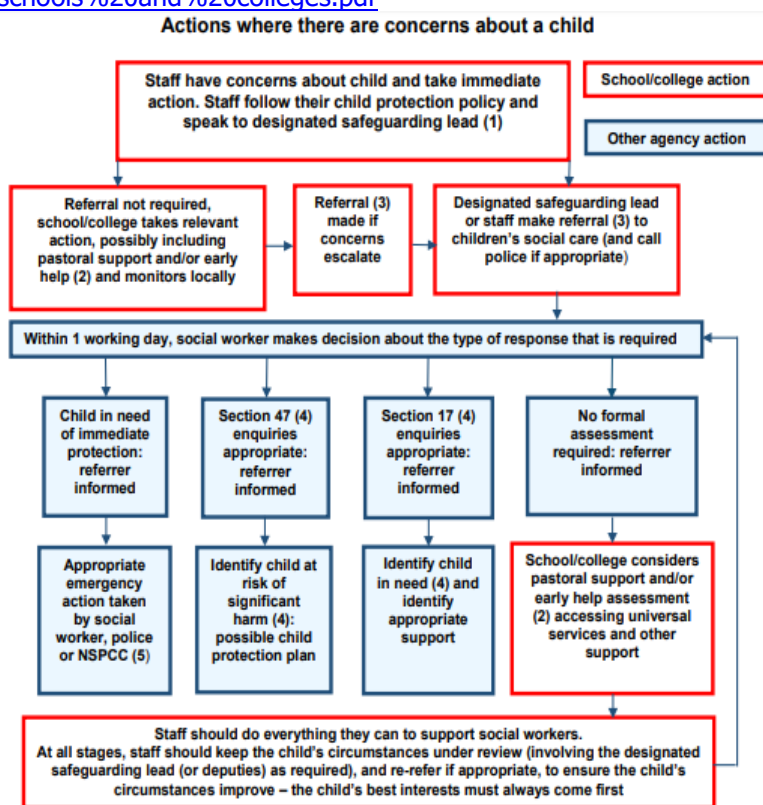 schools%20and%20colleges.pdf
Actions where there are concerns about a child
Staff have concerns about child and take immediate
action. Staff follow their child protection policy and
speak to designated safeguarding lead (1)
School/college action
Other agency action
Referral not required,
school/college takes relevant
action, possibly including
pastoral support and/or early
help (2) and monitors locally
Referral (3)
made if
concerns
escalate
Designated safeguarding lead
or staff make referral (3) to
children's social care (and call
police if appropriate)
Within 1 working day, social worker makes decision about the type of response that is required
Child in need
of immediate
protection:
referrer
informed
Section 47 (4)
enquiries
appropriate:
referrer
informed
Section 17 (4)
enquiries
appropriate:
referrer
informed
No formal
assessment
required: referrer
informed
Appropriate
emergency
action taken
by social
worker, police
or NSPCC (5)
Identify child at
risk of
significant
harm (4):
possible child
protection plan
Identify child
in need (4) and
identify
appropriate
support
School/college considers
pastoral support and/or
early help assessment
(2) accessing universal
services and other
support
Staff should do everything they can to support social workers.
At all stages, staff should keep the child's circumstances under review (involving the designated
safeguarding lead (or deputies) as required), and re-refer if appropriate, to ensure the child's
circumstances improve – the child's best interests must always come first